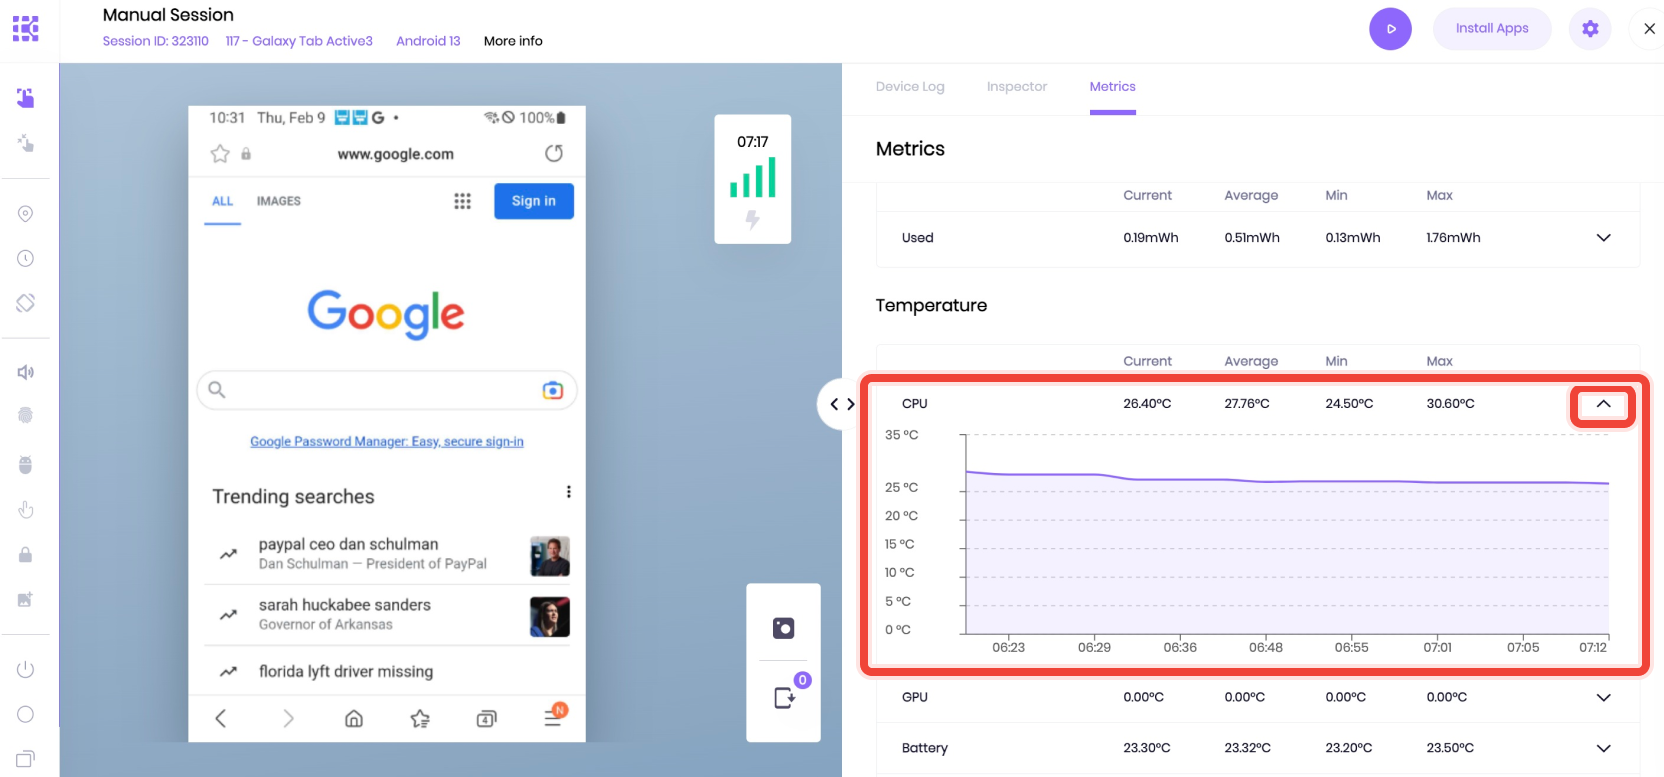 Manual Session
Session ID: 323110 117 - Galaxy Tab Active3 Android 13 More info
Install Apps
10:31 Thu, Feb 9 G • 100%
www.google.com
ALL IMAGES Sign in
Google
Google Password Manager: Easy, secure sign-in
Trending searches
paypal ceo dan schulman
Dan Schulman — President of PayPal
sarah huckabee sanders
Governor of Arkansas
florida lyft driver missing
4 N
07:17
0
Device Log Inspector Metrics
Metrics
Current Average Min Max
Used 0.19mWh 0.51mWh 0.13mWh 1.76mWh
Temperature
Current Average Min Max
CPU 26.40°C 27.76°C 24.50°C 30.60°C
35 °C
25 °C
20 °C
15 °C
10 °C
5 °C
0 °C
06:23 06:29 06:36 06:48 06:55 07:01 07:05 07:12
GPU 0.00°C 0.00°C 0.00°C 0.00°C
Battery 23.30°C 23.32°C 23.20°C 23.50°C